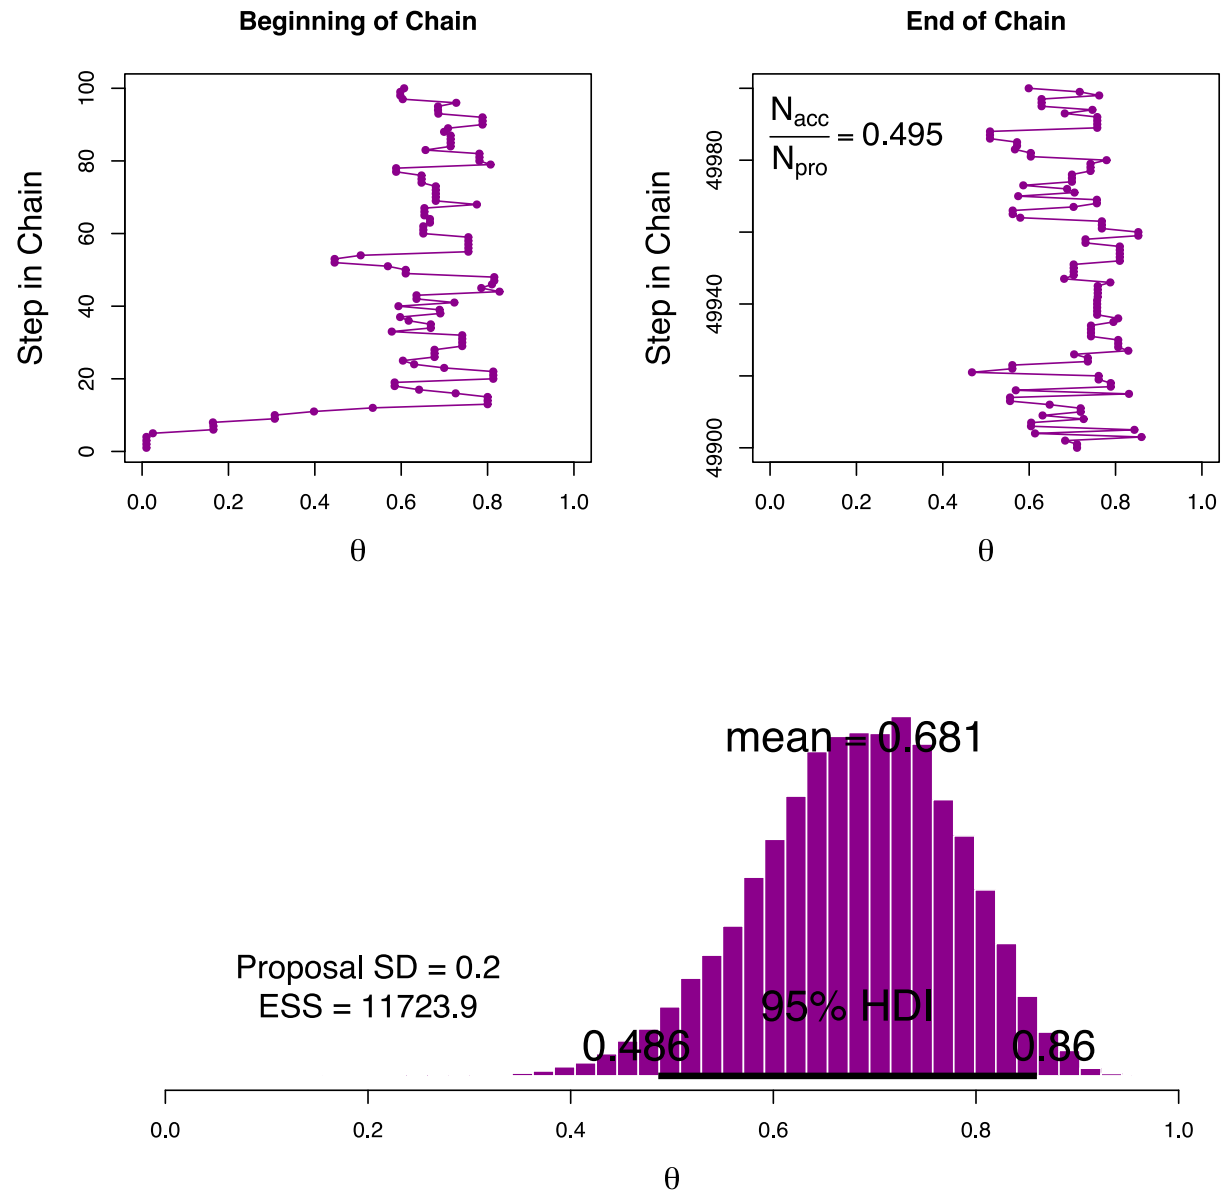 Beginning of Chain
Step in Chain
100
80
60
40
20
0
0.0 0.2 0.4 0.6 0.8 1.0
θ
End of Chain
Step in Chain
49980
49940
49900
Nacc
Npro
= 0.495
0.0 0.2 0.4 0.6 0.8 1.0
θ
mean = 0.681
Proposal SD = 0.2
ESS = 11723.9
95% HDI
0.486 0.86
0.0 0.2 0.4 0.6 0.8 1.0
θ